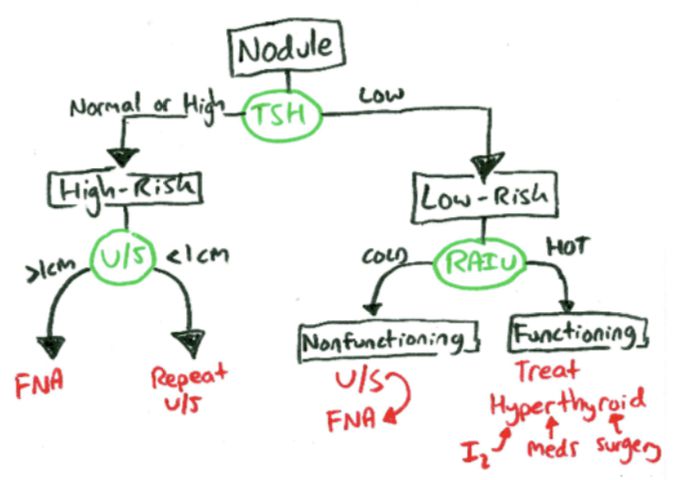 Nodule
Normal or High
TSH
Low
High-Risk
Low-Risk
>1cm
U/S
<1cm
COLD
RAIU
HOT
FNA
Repeat
U/S
Nonfunctioning
U/S
FNA
Functioning
Treat
Hyperthyroid
I2
meds
surgery